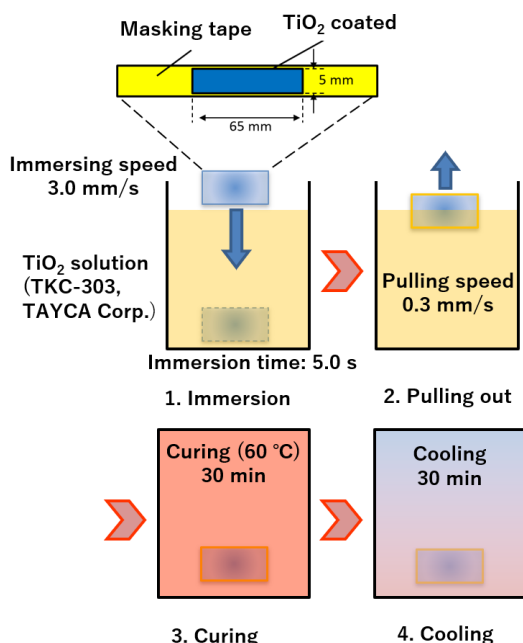 Masking tape
TiO₂ coated
5 mm
65 mm
Immersing speed
3.0 mm/s
TiO₂ solution
(TKC-303,
TAYCA Corp.)
Pulling speed
0.3 mm/s
Immersion time: 5.0 s
1. Immersion
2. Pulling out
Curing (60 ℃)
30 min
Cooling
30 min
3. Curing
4. Cooling